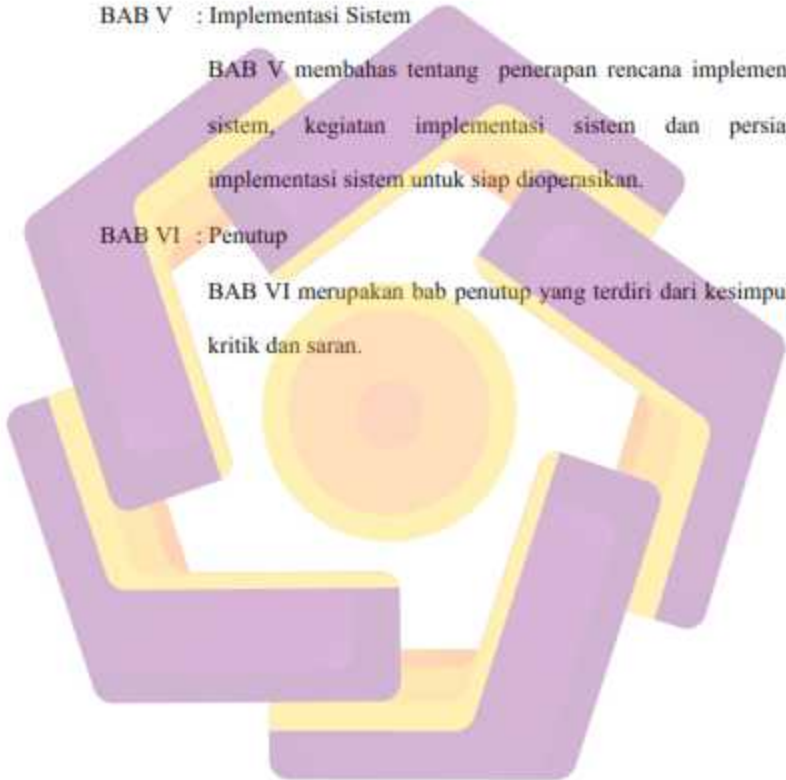 BAB V : Implementasi Sistem
BAB V membahas tentang penerapan rencana implemen
sistem, kegiatan implementasi sistem dan persia
implementasi sistem untuk siap dioperasikan.
BAB VI : Penutup
BAB VI merupakan bab penutup yang terdiri dari kesimpu
kritik dan saran.